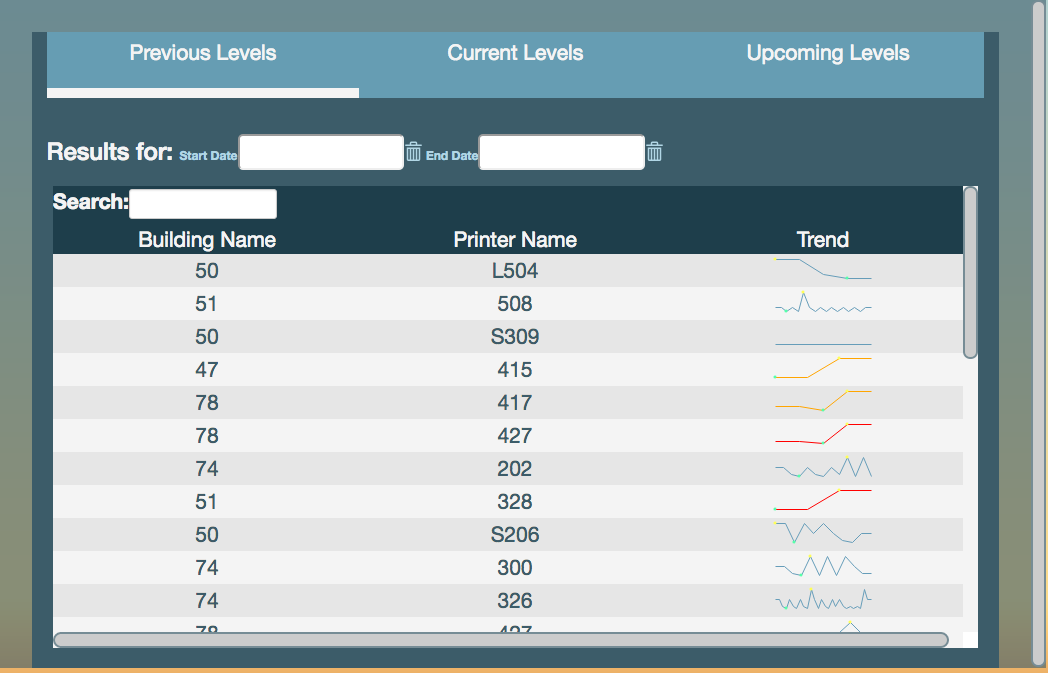 Previous Levels Current Levels Upcoming Levels
Results for: Start Date End Date
Search:
Building Name Printer Name Trend
50 L504
51 508
50 S309
47 415
78 417
78 427
74 202
51 328
50 S206
74 300
74 326
78 427